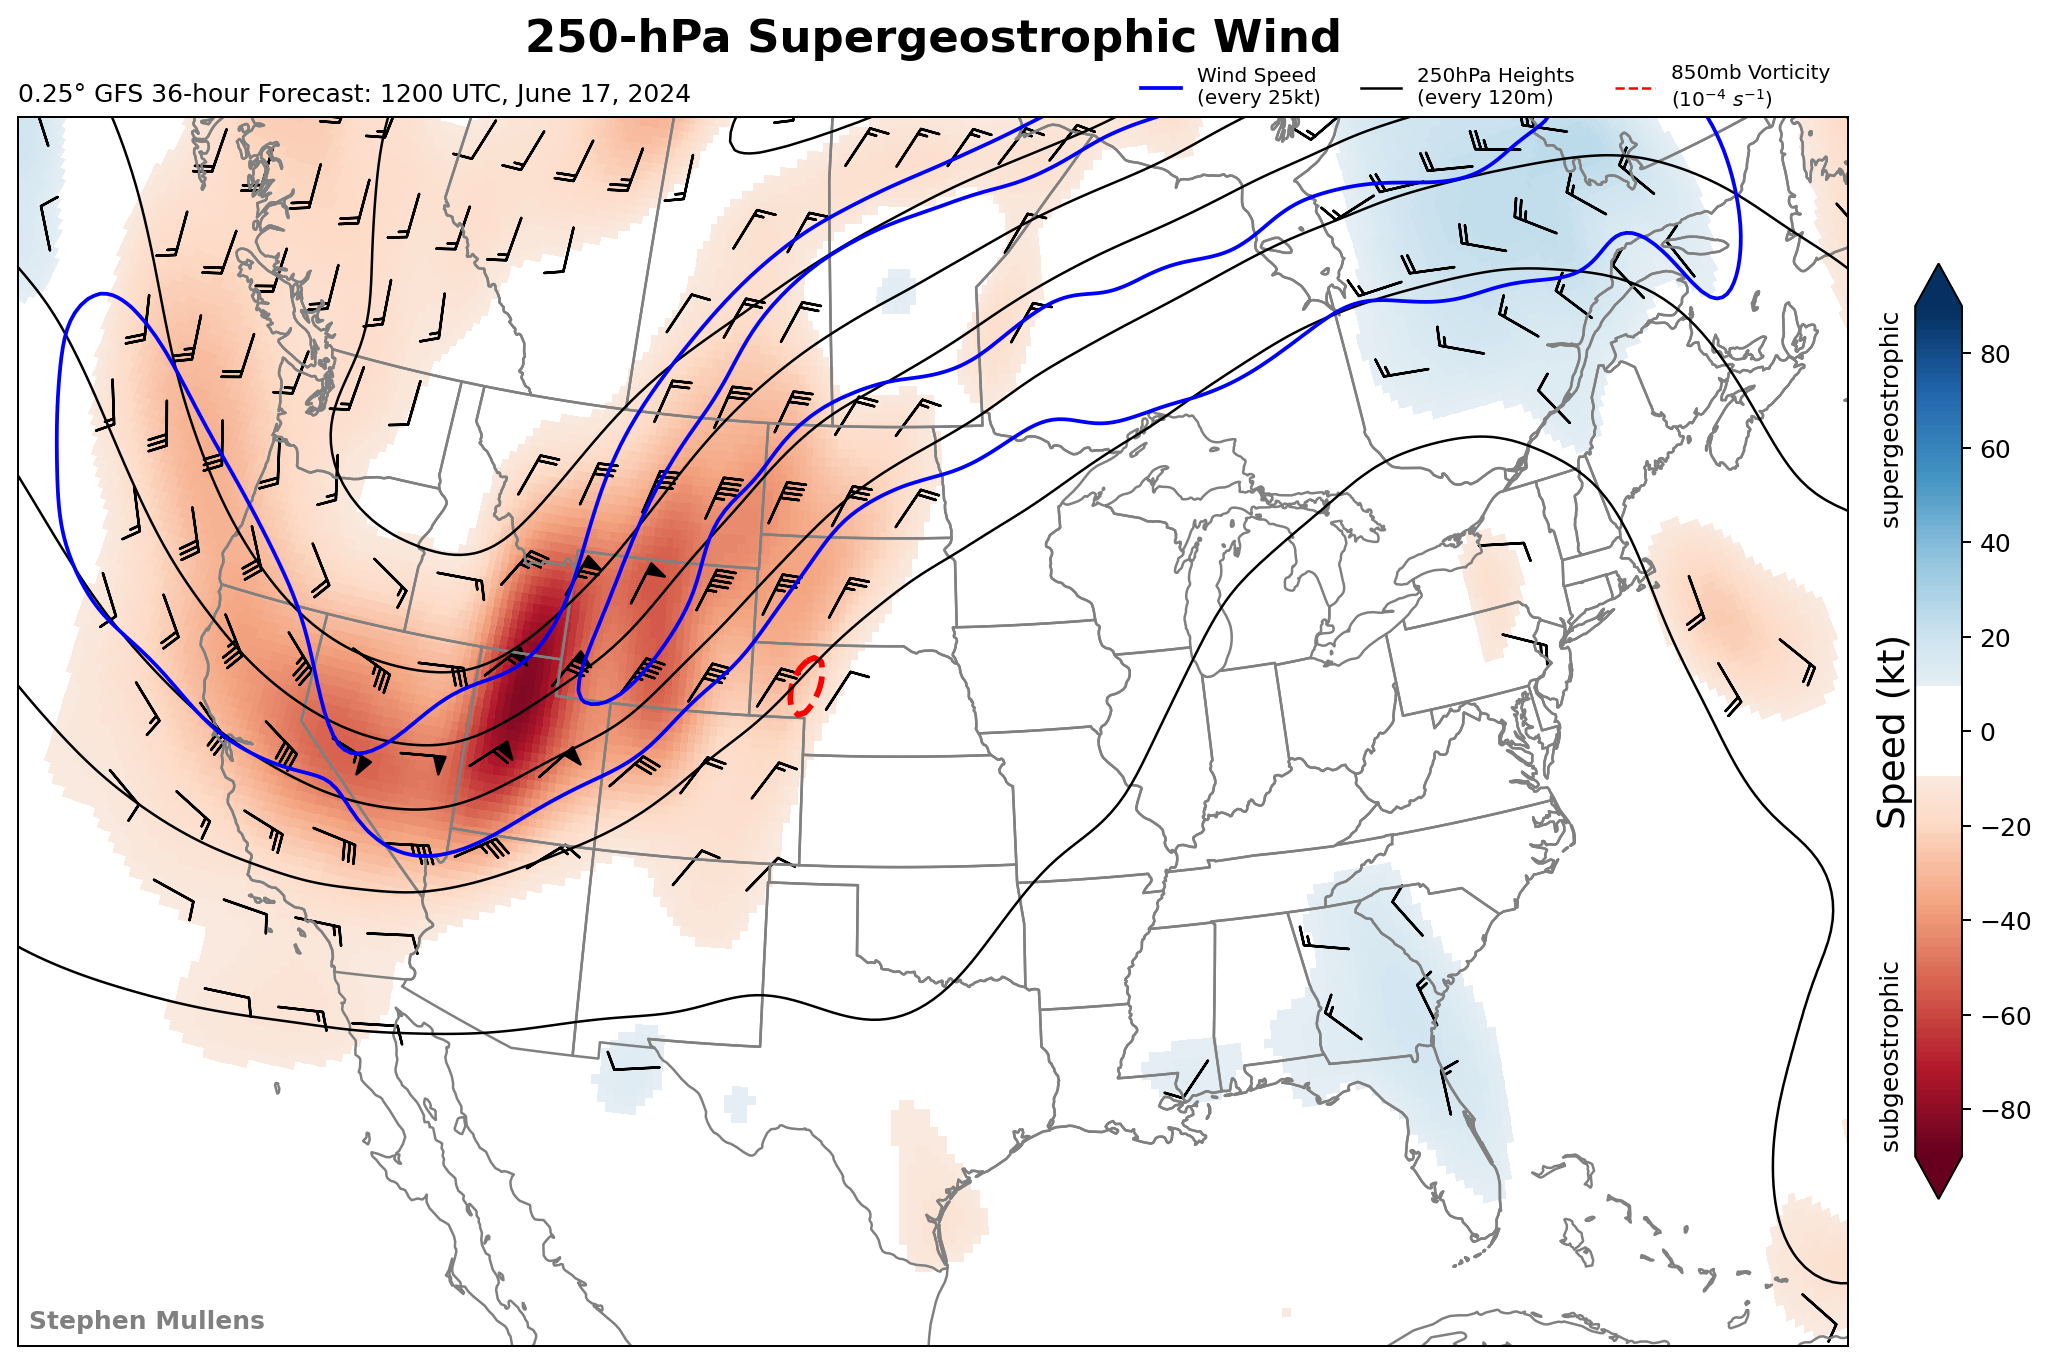 250-hPa Supergeostrophic Wind
0.25° GFS 36-hour Forecast: 1200 UTC, June 17, 2024
Wind Speed
(every 25kt)
250hPa Heights
(every 120m)
850mb Vorticity
(10⁻⁴ s⁻¹)
supergeostrophic
Speed (kt)
subgeostrophic
80
60
40
20
0
−20
−40
−60
−80
Stephen Mullens